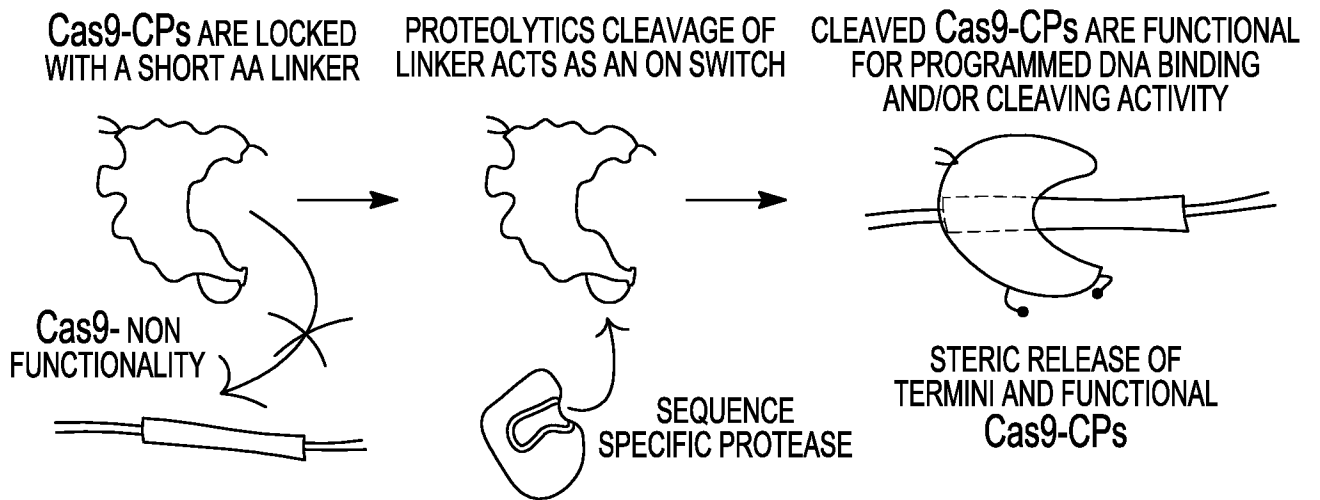 Cas9-CPs ARE LOCKED
WITH A SHORT AA LINKER
PROTEOLYTICS CLEAVAGE OF
LINKER ACTS AS AN ON SWITCH
CLEAVED Cas9-CPs ARE FUNCTIONAL
FOR PROGRAMMED DNA BINDING
AND/OR CLEAVING ACTIVITY
Cas9- NON
FUNCTIONALITY
SEQUENCE
SPECIFIC PROTEASE
STERIC RELEASE OF
TERMINI AND FUNCTIONAL
Cas9-CPs